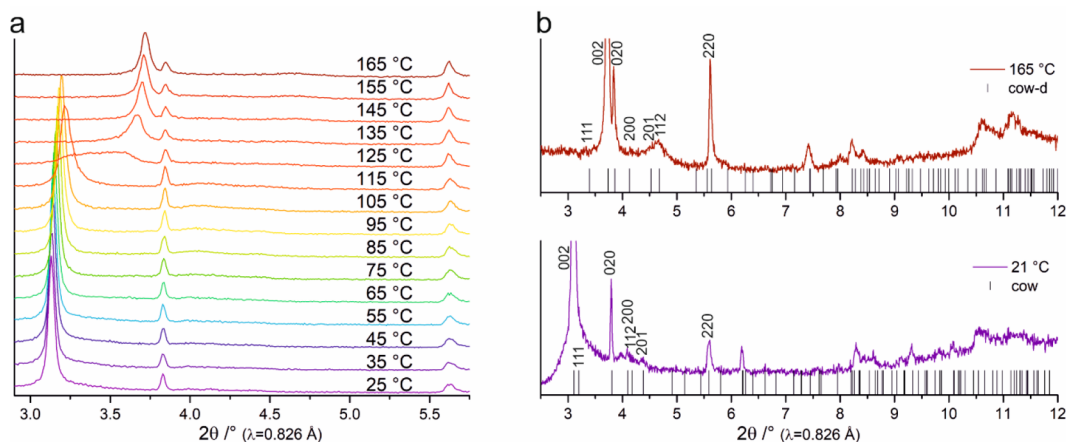 a
165 °C
155 °C
145 °C
135 °C
125 °C
115 °C
105 °C
95 °C
85 °C
75 °C
65 °C
55 °C
45 °C
35 °C
25 °C
3.0 3.5 4.0 4.5 5.0 5.5
2θ /° (λ=0.826 Å)
b
002
020
220
165 °C
cow-d
111
200
201
112
3 4 5 6 7 8 9 10 11 12
002
020
21 °C
cow
111
112
200
201
220
3 4 5 6 7 8 9 10 11 12
2θ /° (λ=0.826 Å)